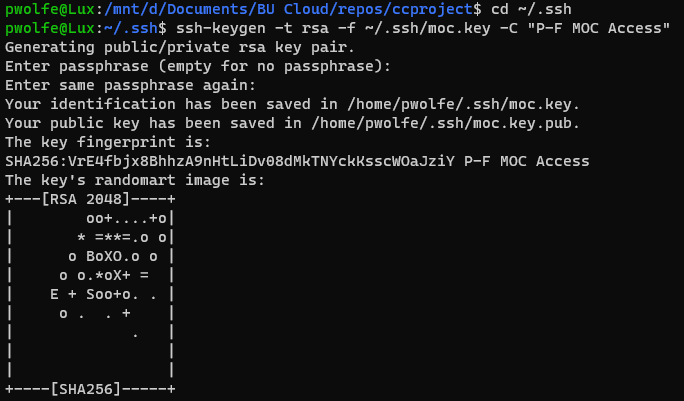 pwolfe@Lux:/mnt/d/Documents/BU Cloud/repos/ccproject$ cd ~/.ssh
pwolfe@Lux:~/.ssh$ ssh-keygen -t rsa -f ~/.ssh/moc.key -C "P-F MOC Access"
Generating public/private rsa key pair.
Enter passphrase (empty for no passphrase):
Enter same passphrase again:
Your identification has been saved in /home/pwolfe/.ssh/moc.key.
Your public key has been saved in /home/pwolfe/.ssh/moc.key.pub.
The key fingerprint is:
SHA256:VrE4fbjx8BhhzA9nHtLiDv08dMkTNYckKsscWOaJziY P-F MOC Access
The key's randomart image is:
+---[RSA 2048]----+
|        oo+....+o|
|       * =**=.o o|
|      o BoXO.o o |
|     o o.*oX+ =  |
|    E + Soo+o. . |
|     o .  . +    |
|             .   |
|                 |
|                 |
+----[SHA256]-----+